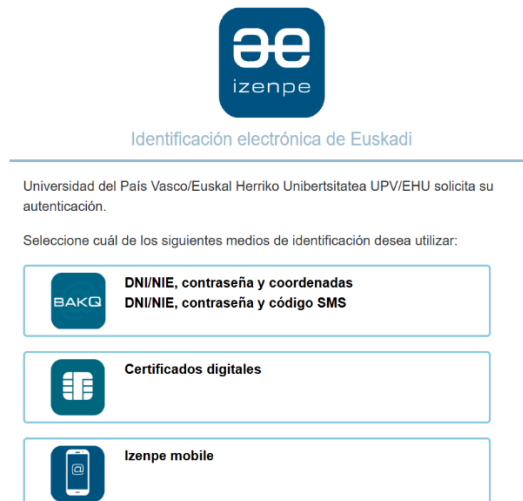 izenpe
Identificación electrónica de Euskadi
Universidad del País Vasco/Euskal Herriko Unibertsitatea UPV/EHU solicita su
autenticación.
Seleccione cuál de los siguientes medios de identificación desea utilizar:
BAKQ
DNI/NIE, contraseña y coordenadas
DNI/NIE, contraseña y código SMS
Certificados digitales
@
Izenpe mobile